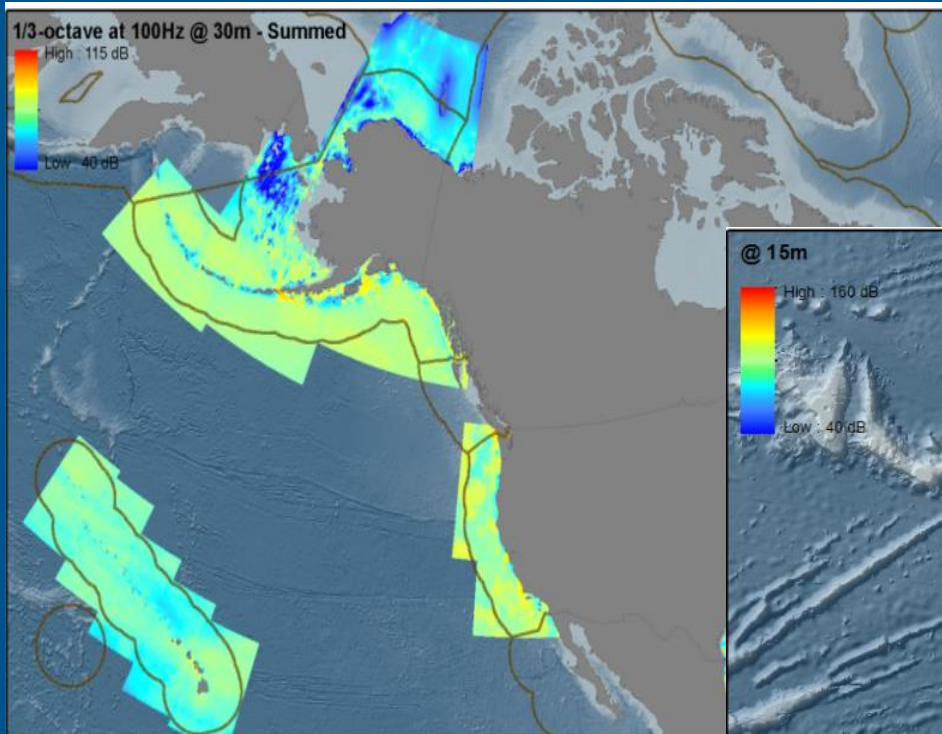 1/3-octave at 100Hz @ 30m - Summed
High : 115 dB
Low : 40 dB
@ 15m
High : 160 dB
Low : 40 dB